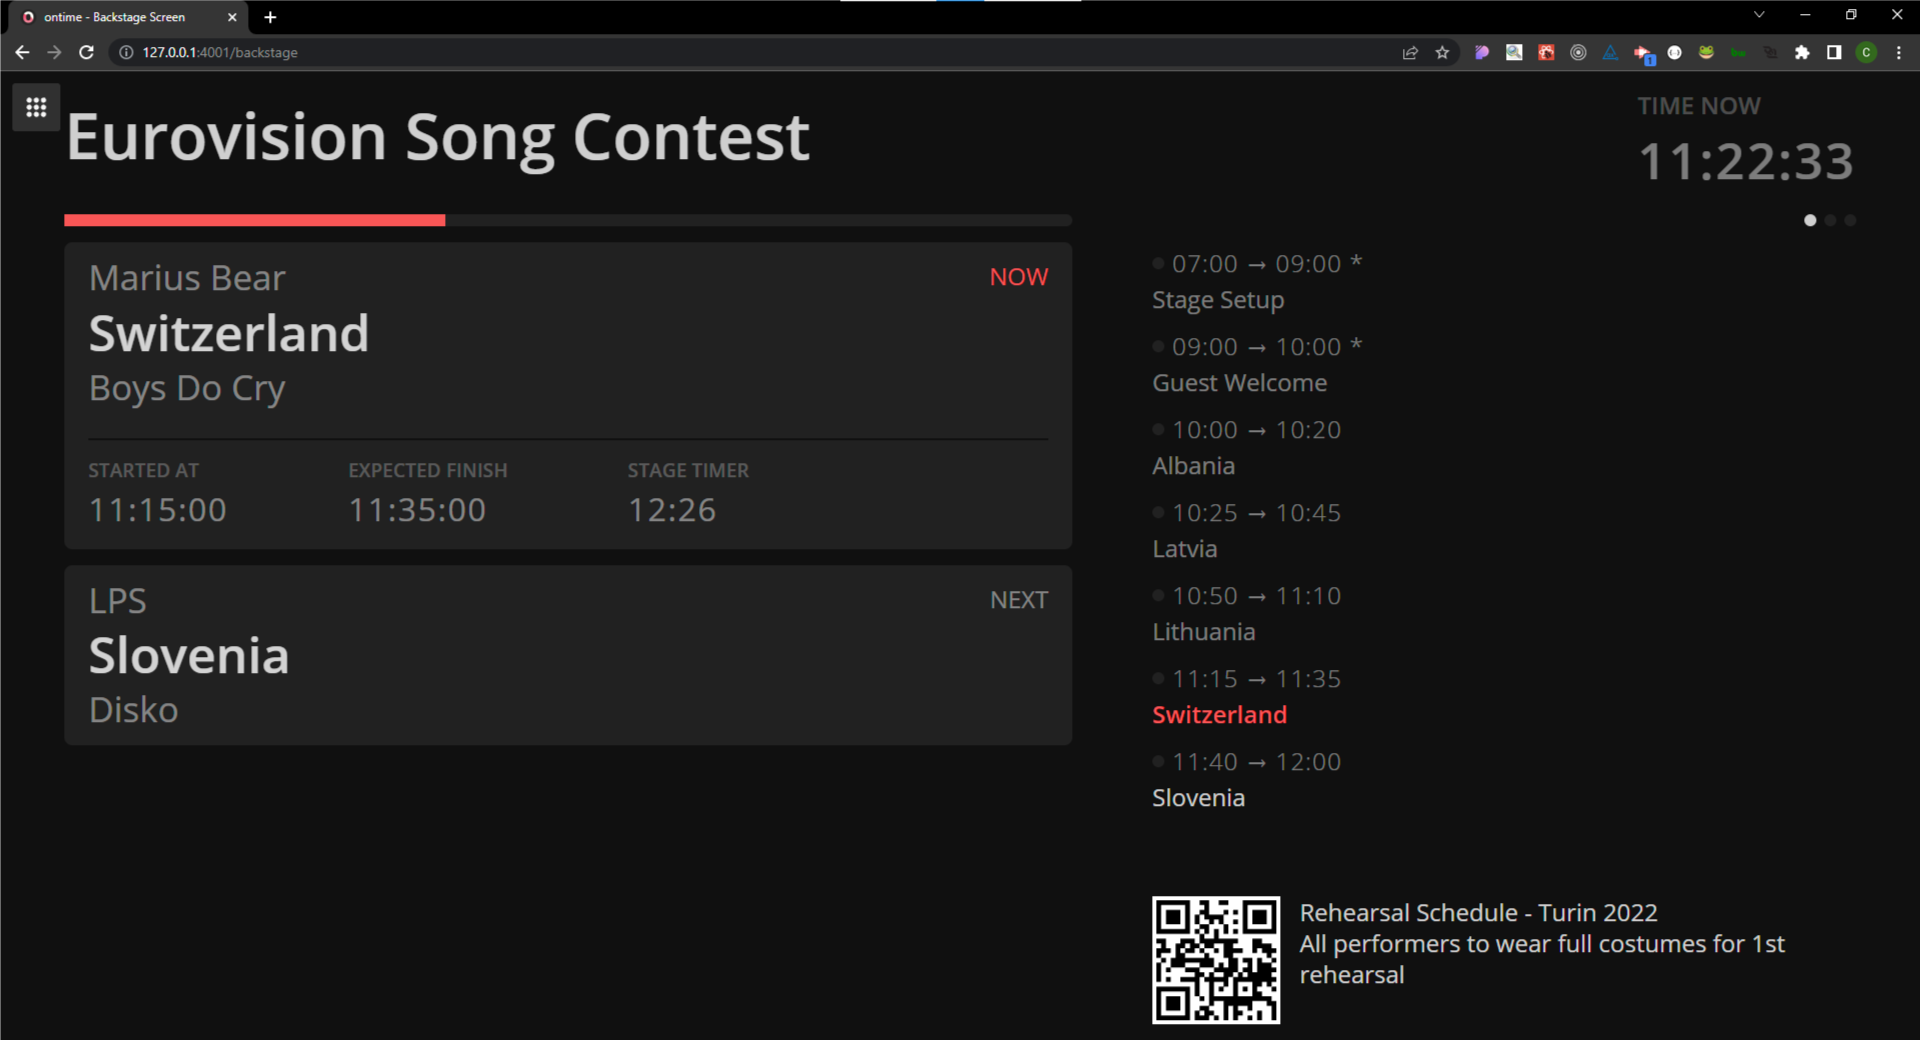 ontime - Backstage Screen
127.0.0.1:4001/backstage
1
C
Eurovision Song Contest
TIME NOW
11:22:33
Marius Bear
NOW
Switzerland
Boys Do Cry
STARTED AT
EXPECTED FINISH
STAGE TIMER
11:15:00
11:35:00
12:26
LPS
NEXT
Slovenia
Disko
07:00 → 09:00 *
Stage Setup
09:00 → 10:00 *
Guest Welcome
10:00 → 10:20
Albania
10:25 → 10:45
Latvia
10:50 → 11:10
Lithuania
11:15 → 11:35
Switzerland
11:40 → 12:00
Slovenia
Rehearsal Schedule - Turin 2022
All performers to wear full costumes for 1st
rehearsal